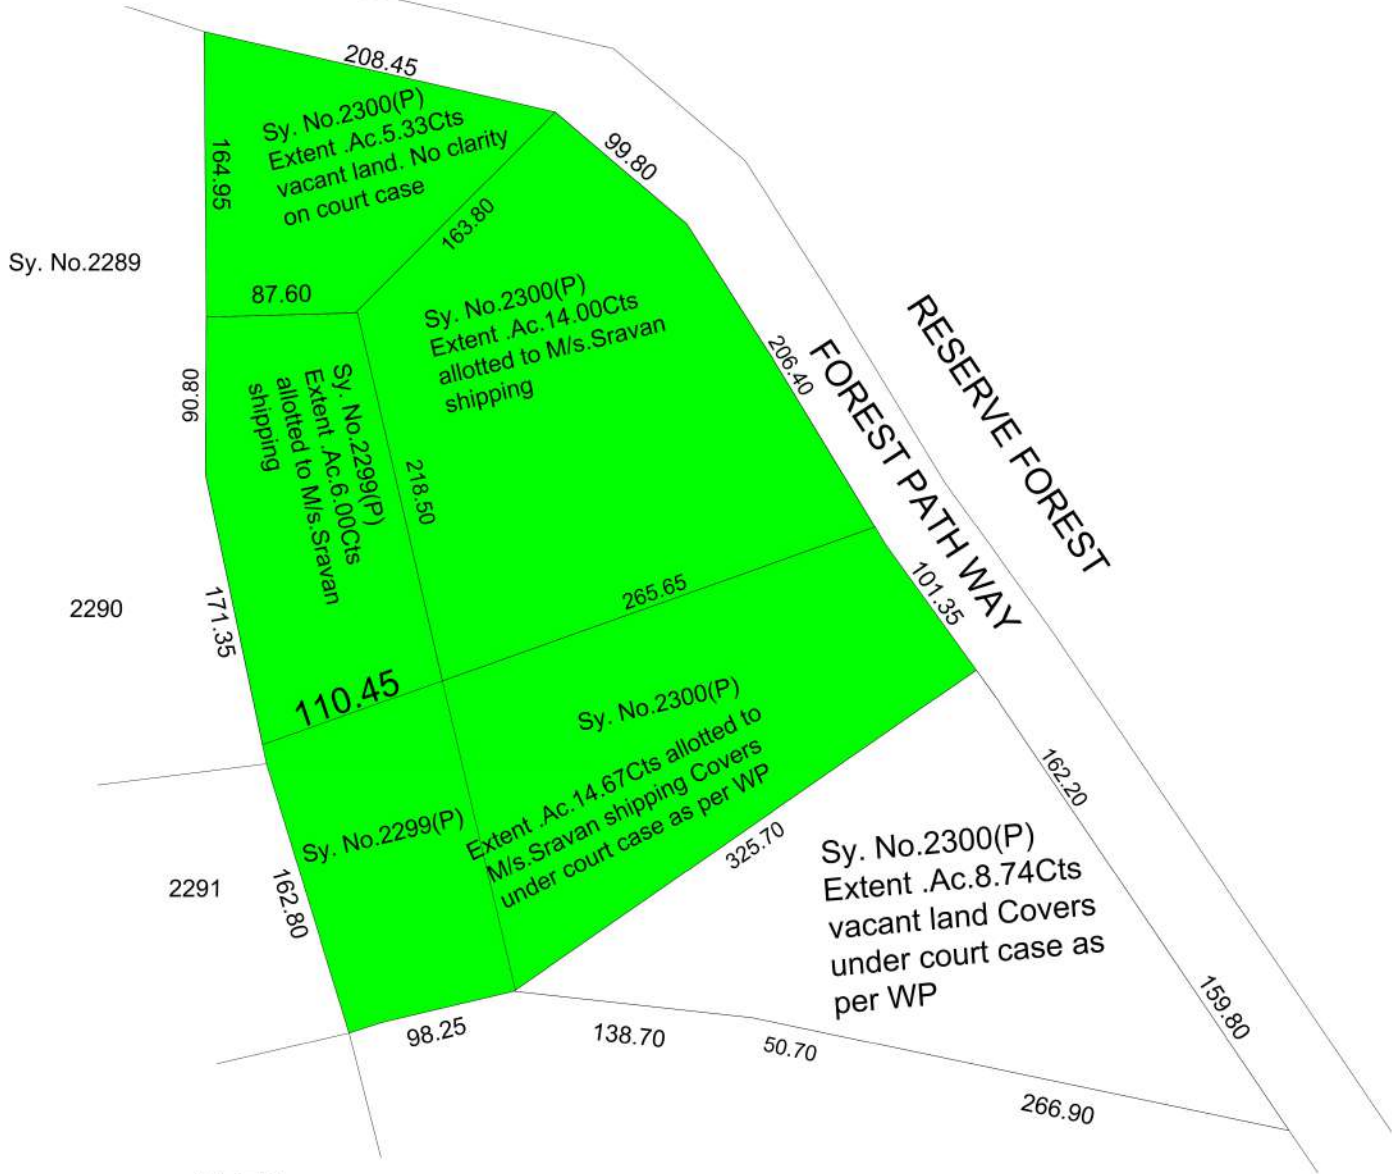 208.45
Sy. No.2300(P)
Extent .Ac.5.33Cts
vacant land. No clarity
on court case
164.95
99.80
163.80
Sy. No.2289
87.60
Sy. No.2300(P)
Extent .Ac.14.00Cts
allotted to M/s.Sravan
shipping
206.40
FOREST PATH WAY
RESERVE FOREST
90.80
Sy. No.2299(P)
Extent .Ac.6.00Cts
allotted to M/s.Sravan
shipping
218.50
2290
171.35
265.65
101.35
110.45
Sy. No.2300(P)
Extent .Ac.14.67Cts allotted to
M/s.Sravan shipping Covers
under court case as per WP
Sy. No.2299(P)
162.20
325.70
2291
162.80
Sy. No.2300(P)
Extent .Ac.8.74Cts
vacant land Covers
under court case as
per WP
159.80
98.25
138.70
50.70
266.90